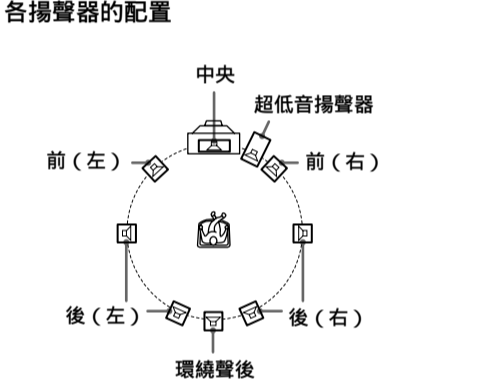 各揚聲器的配置
中央
超低音揚聲器
前（左）
前（右）
後（左）
後（右）
環繞聲後